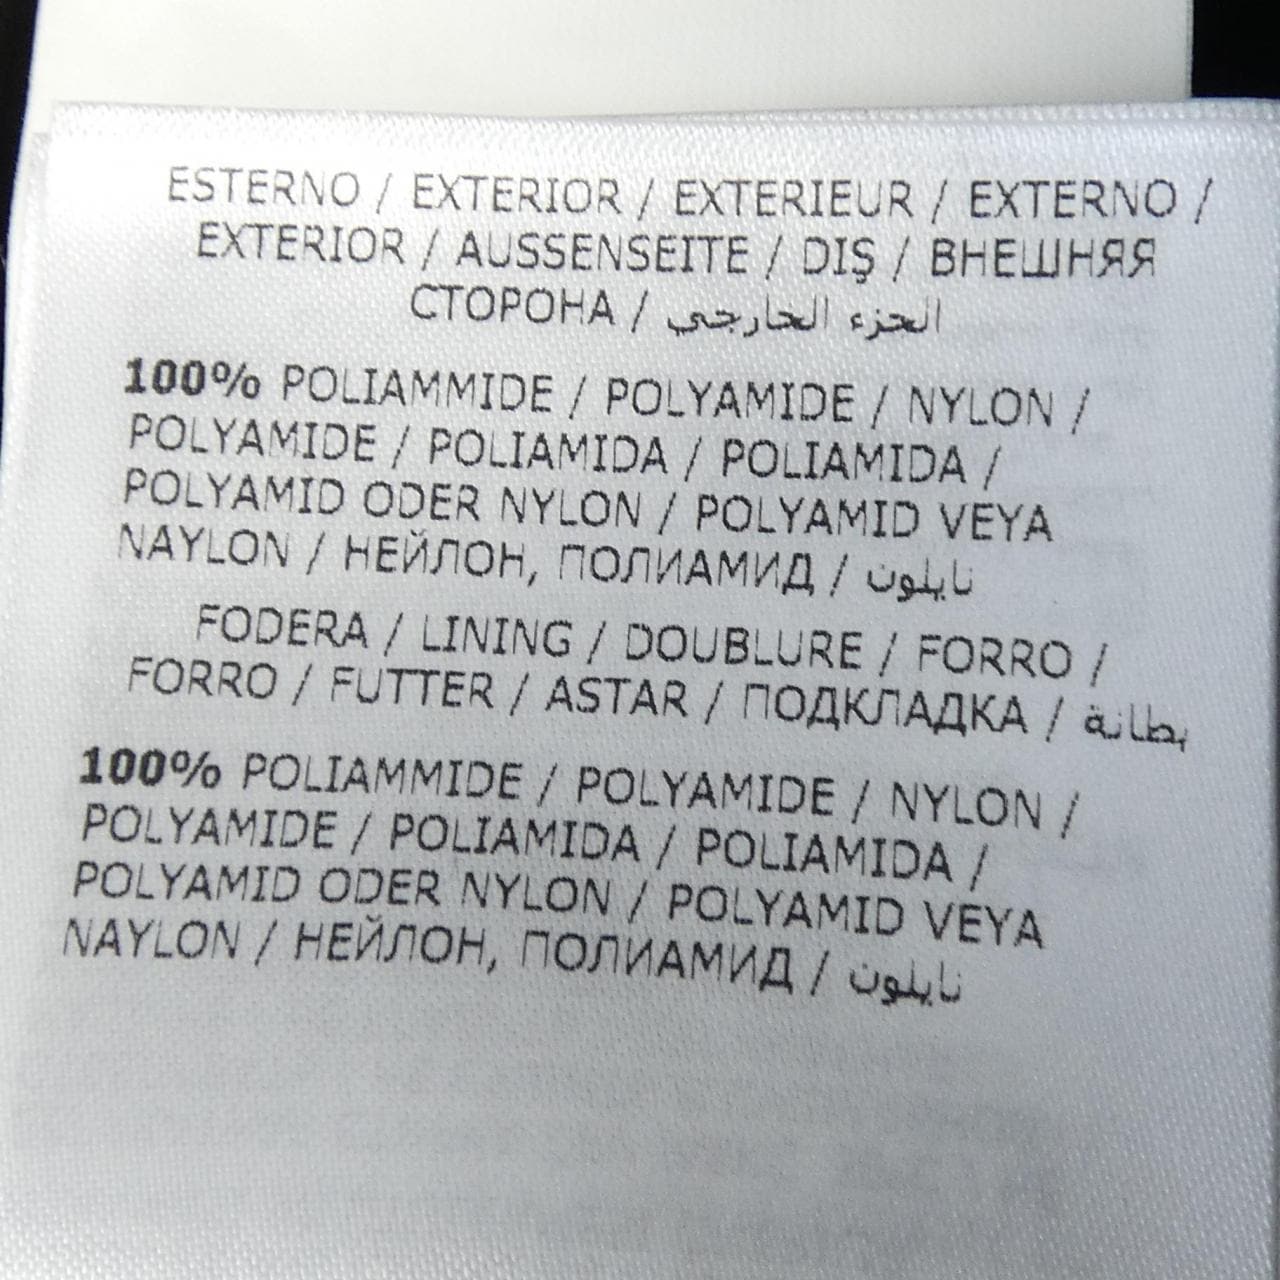 ESTERNO / EXTERIOR / EXTERIEUR / EXTERNO /
EXTERIOR / AUSSENSEITE / DIŞ / ВНЕШНЯЯ
СТОРОНА / الجزء الخارجي
100% POLIAMMIDE / POLYAMIDE / NYLON /
POLYAMIDE / POLIAMIDA / POLIAMIDA /
POLYAMID ODER NYLON / POLYAMID VEYA
NAYLON / НЕЙЛОН, ПОЛИАМИД / نايلون
FODERA / LINING / DOUBLURE / FORRO /
FORRO / FUTTER / ASTAR / ПОДКЛАДКА / بطانة
100% POLIAMMIDE / POLYAMIDE / NYLON /
POLYAMIDE / POLIAMIDA / POLIAMIDA /
POLYAMID ODER NYLON / POLYAMID VEYA
NAYLON / НЕЙЛОН, ПОЛИАМИД / نايلون